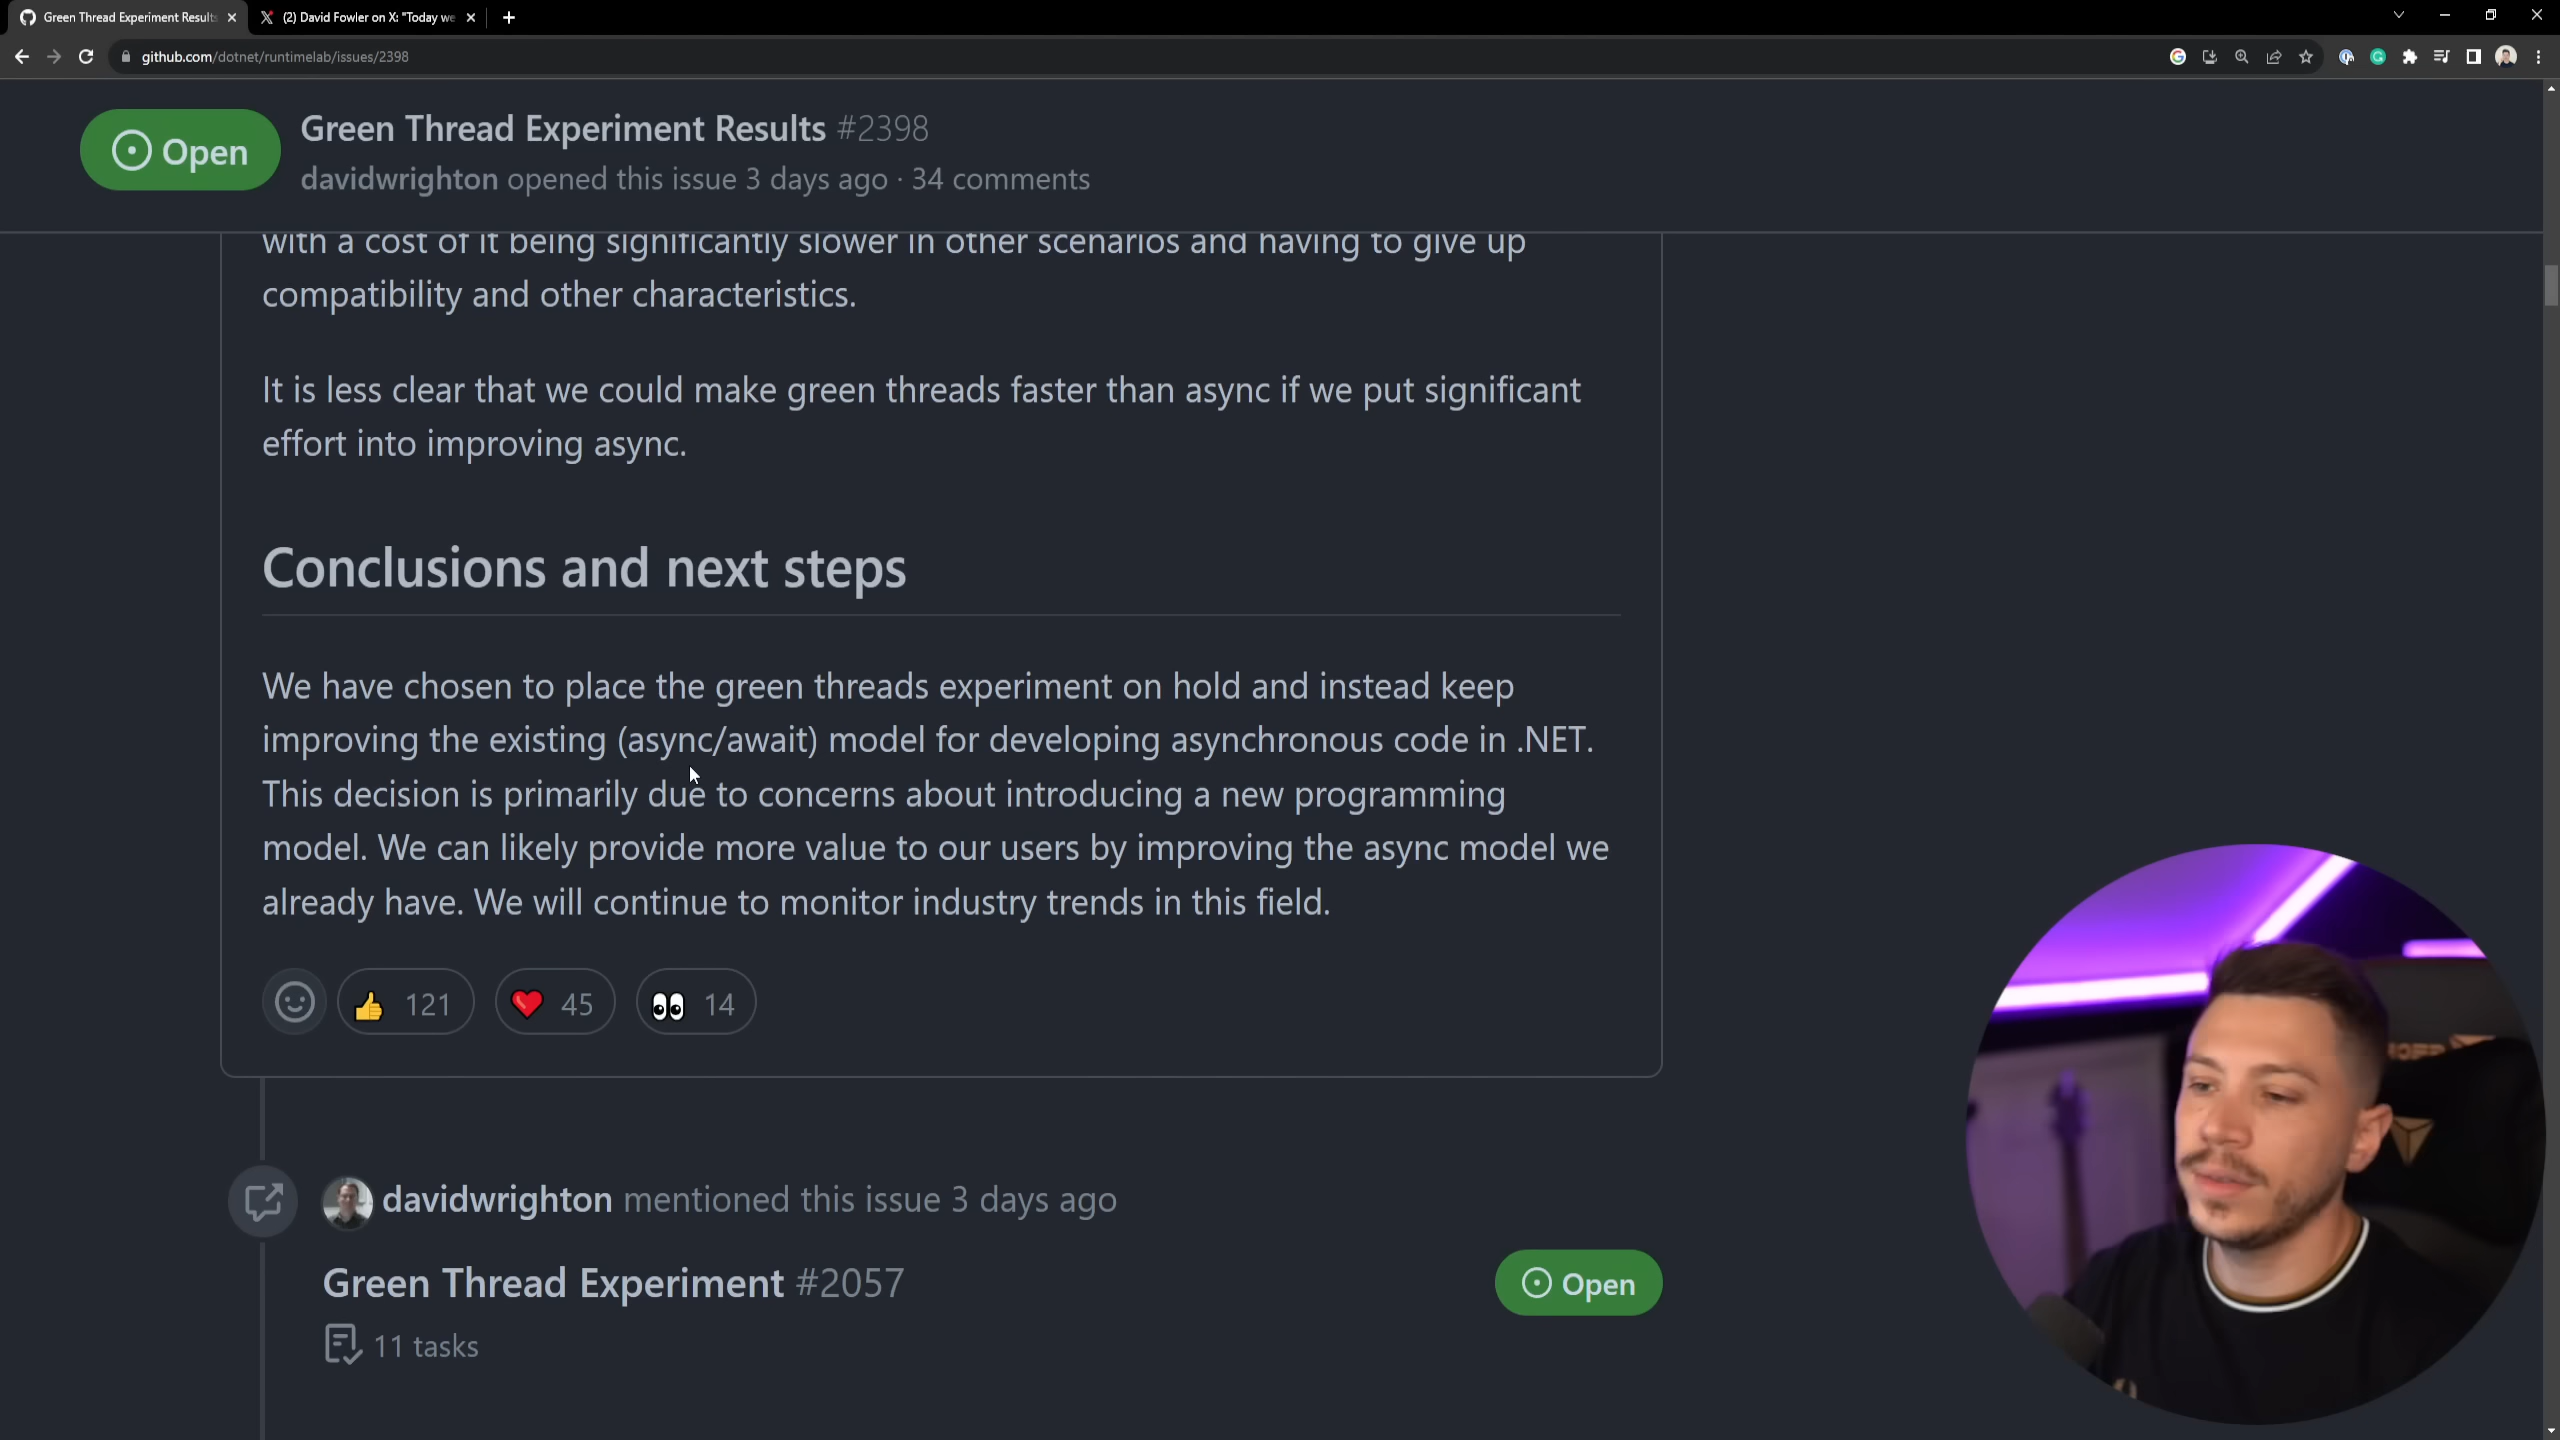 Green Thread Experiment Results
(2) David Fowler on X: "Today we
github.com/dotnet/runtimelab/issues/2398
Open
Green Thread Experiment Results #2398
davidwrighton opened this issue 3 days ago · 34 comments
with a cost of it being significantly slower in other scenarios and having to give up
compatibility and other characteristics.
It is less clear that we could make green threads faster than async if we put significant
effort into improving async.
Conclusions and next steps
We have chosen to place the green threads experiment on hold and instead keep
improving the existing (async/await) model for developing asynchronous code in .NET.
This decision is primarily due to concerns about introducing a new programming
model. We can likely provide more value to our users by improving the async model we
already have. We will continue to monitor industry trends in this field.
👍 121 ❤️ 45 👀 14
davidwrighton mentioned this issue 3 days ago
Green Thread Experiment #2057
Open
11 tasks